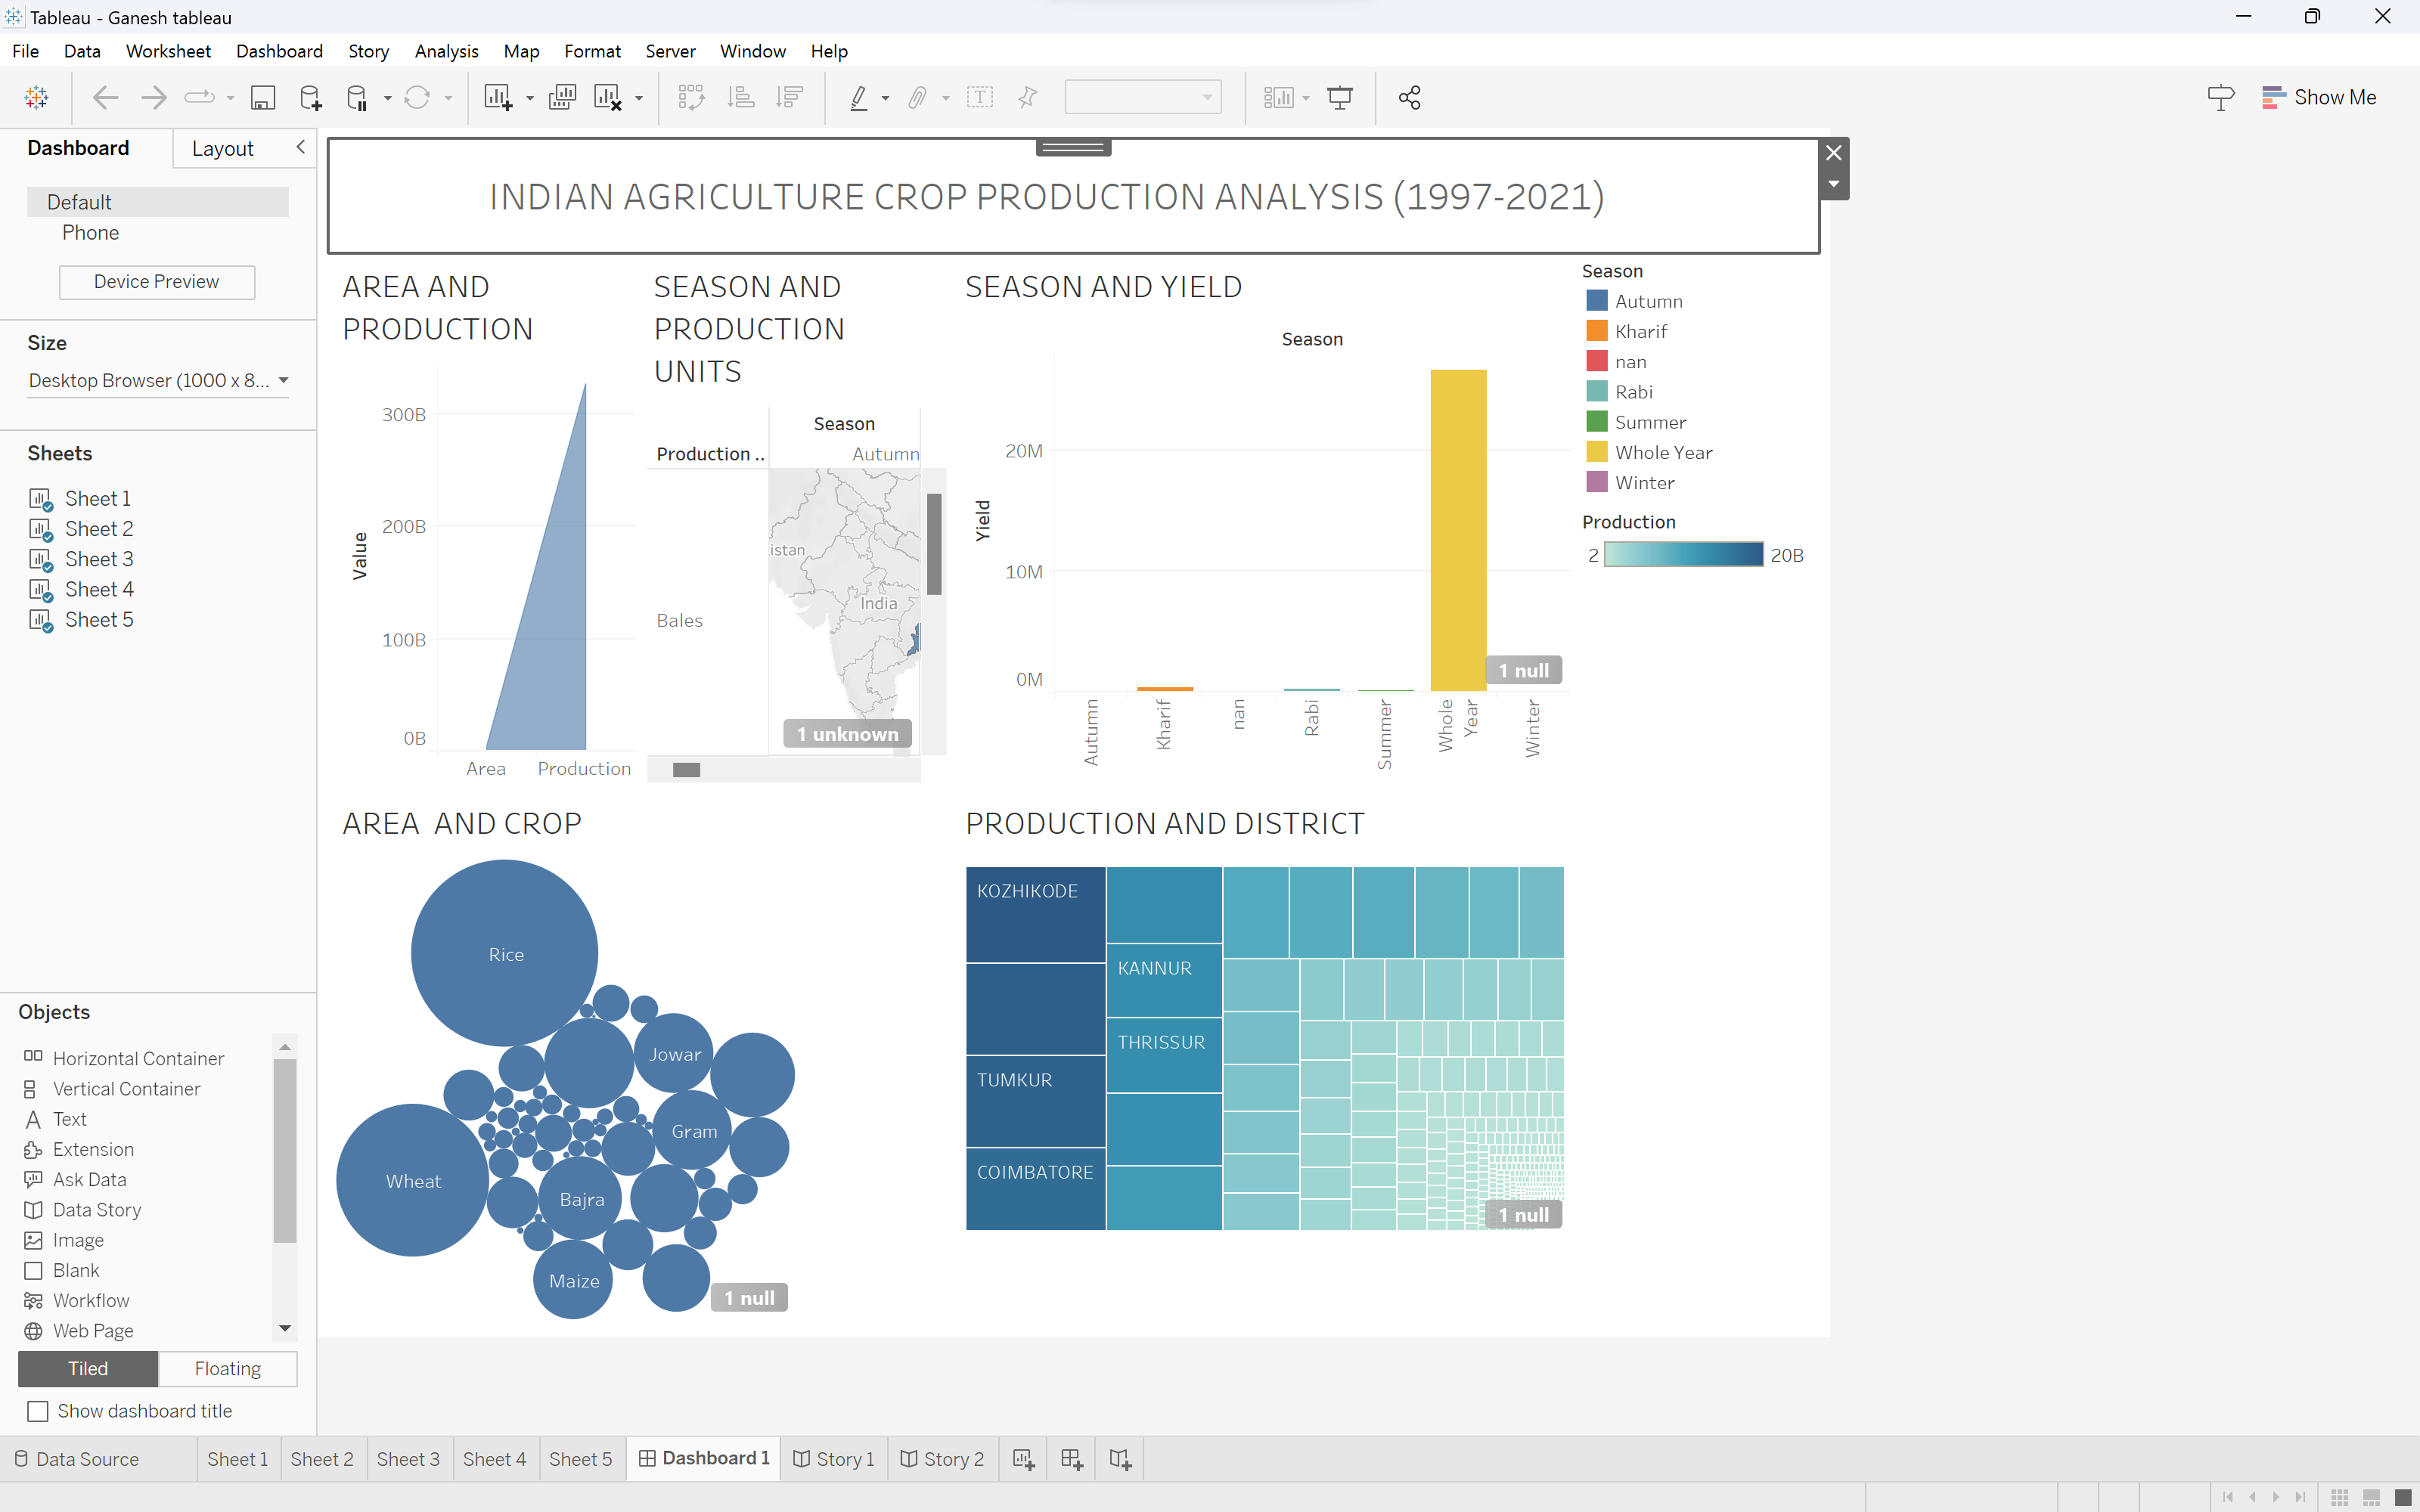 Tableau - Ganesh tableau
File Data Worksheet Dashboard Story Analysis Map Format Server Window Help
Show Me
Dashboard
Layout
Default
Phone
Device Preview
Size
Desktop Browser (1000 x 8...
Sheets
Sheet 1
Sheet 2
Sheet 3
Sheet 4
Sheet 5
Objects
Horizontal Container
Vertical Container
Text
Extension
Ask Data
Data Story
Image
Blank
Workflow
Web Page
Tiled
Floating
Show dashboard title
INDIAN AGRICULTURE CROP PRODUCTION ANALYSIS (1997-2021)
AREA AND
PRODUCTION
Value
300B
200B
100B
0B
Area
Production
SEASON AND
PRODUCTION
UNITS
Season
Production ..
Autumn
Bales
istan
India
1 unknown
SEASON AND YIELD
Season
Yield
20M
10M
0M
Autumn
Kharif
nan
Rabi
Summer
Whole
Year
Winter
1 null
Season
Autumn
Kharif
nan
Rabi
Summer
Whole Year
Winter
Production
2
20B
AREA  AND CROP
Rice
Jowar
Gram
Wheat
Bajra
Maize
1 null
PRODUCTION AND DISTRICT
KOZHIKODE
KANNUR
THRISSUR
TUMKUR
COIMBATORE
1 null
Data Source
Sheet 1
Sheet 2
Sheet 3
Sheet 4
Sheet 5
Dashboard 1
Story 1
Story 2